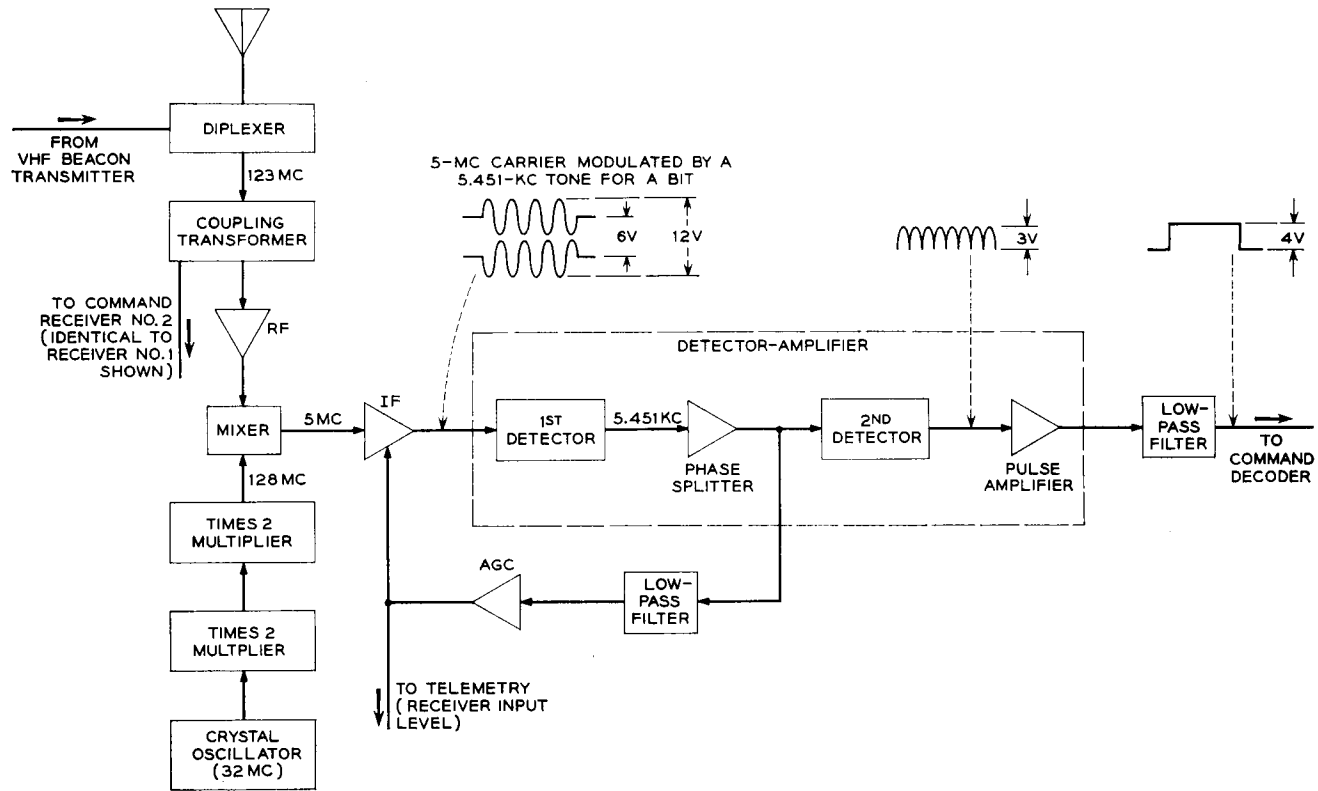 DIPLEXER
FROM
VHF BEACON
TRANSMITTER
123 MC
COUPLING
TRANSFORMER
TO COMMAND
RECEIVER NO. 2
(IDENTICAL TO
RECEIVER NO. 1
SHOWN)
RF
MIXER
5 MC
IF
128 MC
TIMES 2
MULTIPLIER
TIMES 2
MULTPLIER
CRYSTAL
OSCILLATOR
(32 MC)
5-MC CARRIER MODULATED BY A
5.451-KC TONE FOR A BIT
6V
12V
3V
4V
DETECTOR-AMPLIFIER
1ST
DETECTOR
5.451KC
PHASE
SPLITTER
2ND
DETECTOR
PULSE
AMPLIFIER
LOW-
PASS
FILTER
TO
COMMAND
DECODER
AGC
LOW-
PASS
FILTER
TO TELEMETRY
(RECEIVER INPUT
LEVEL)